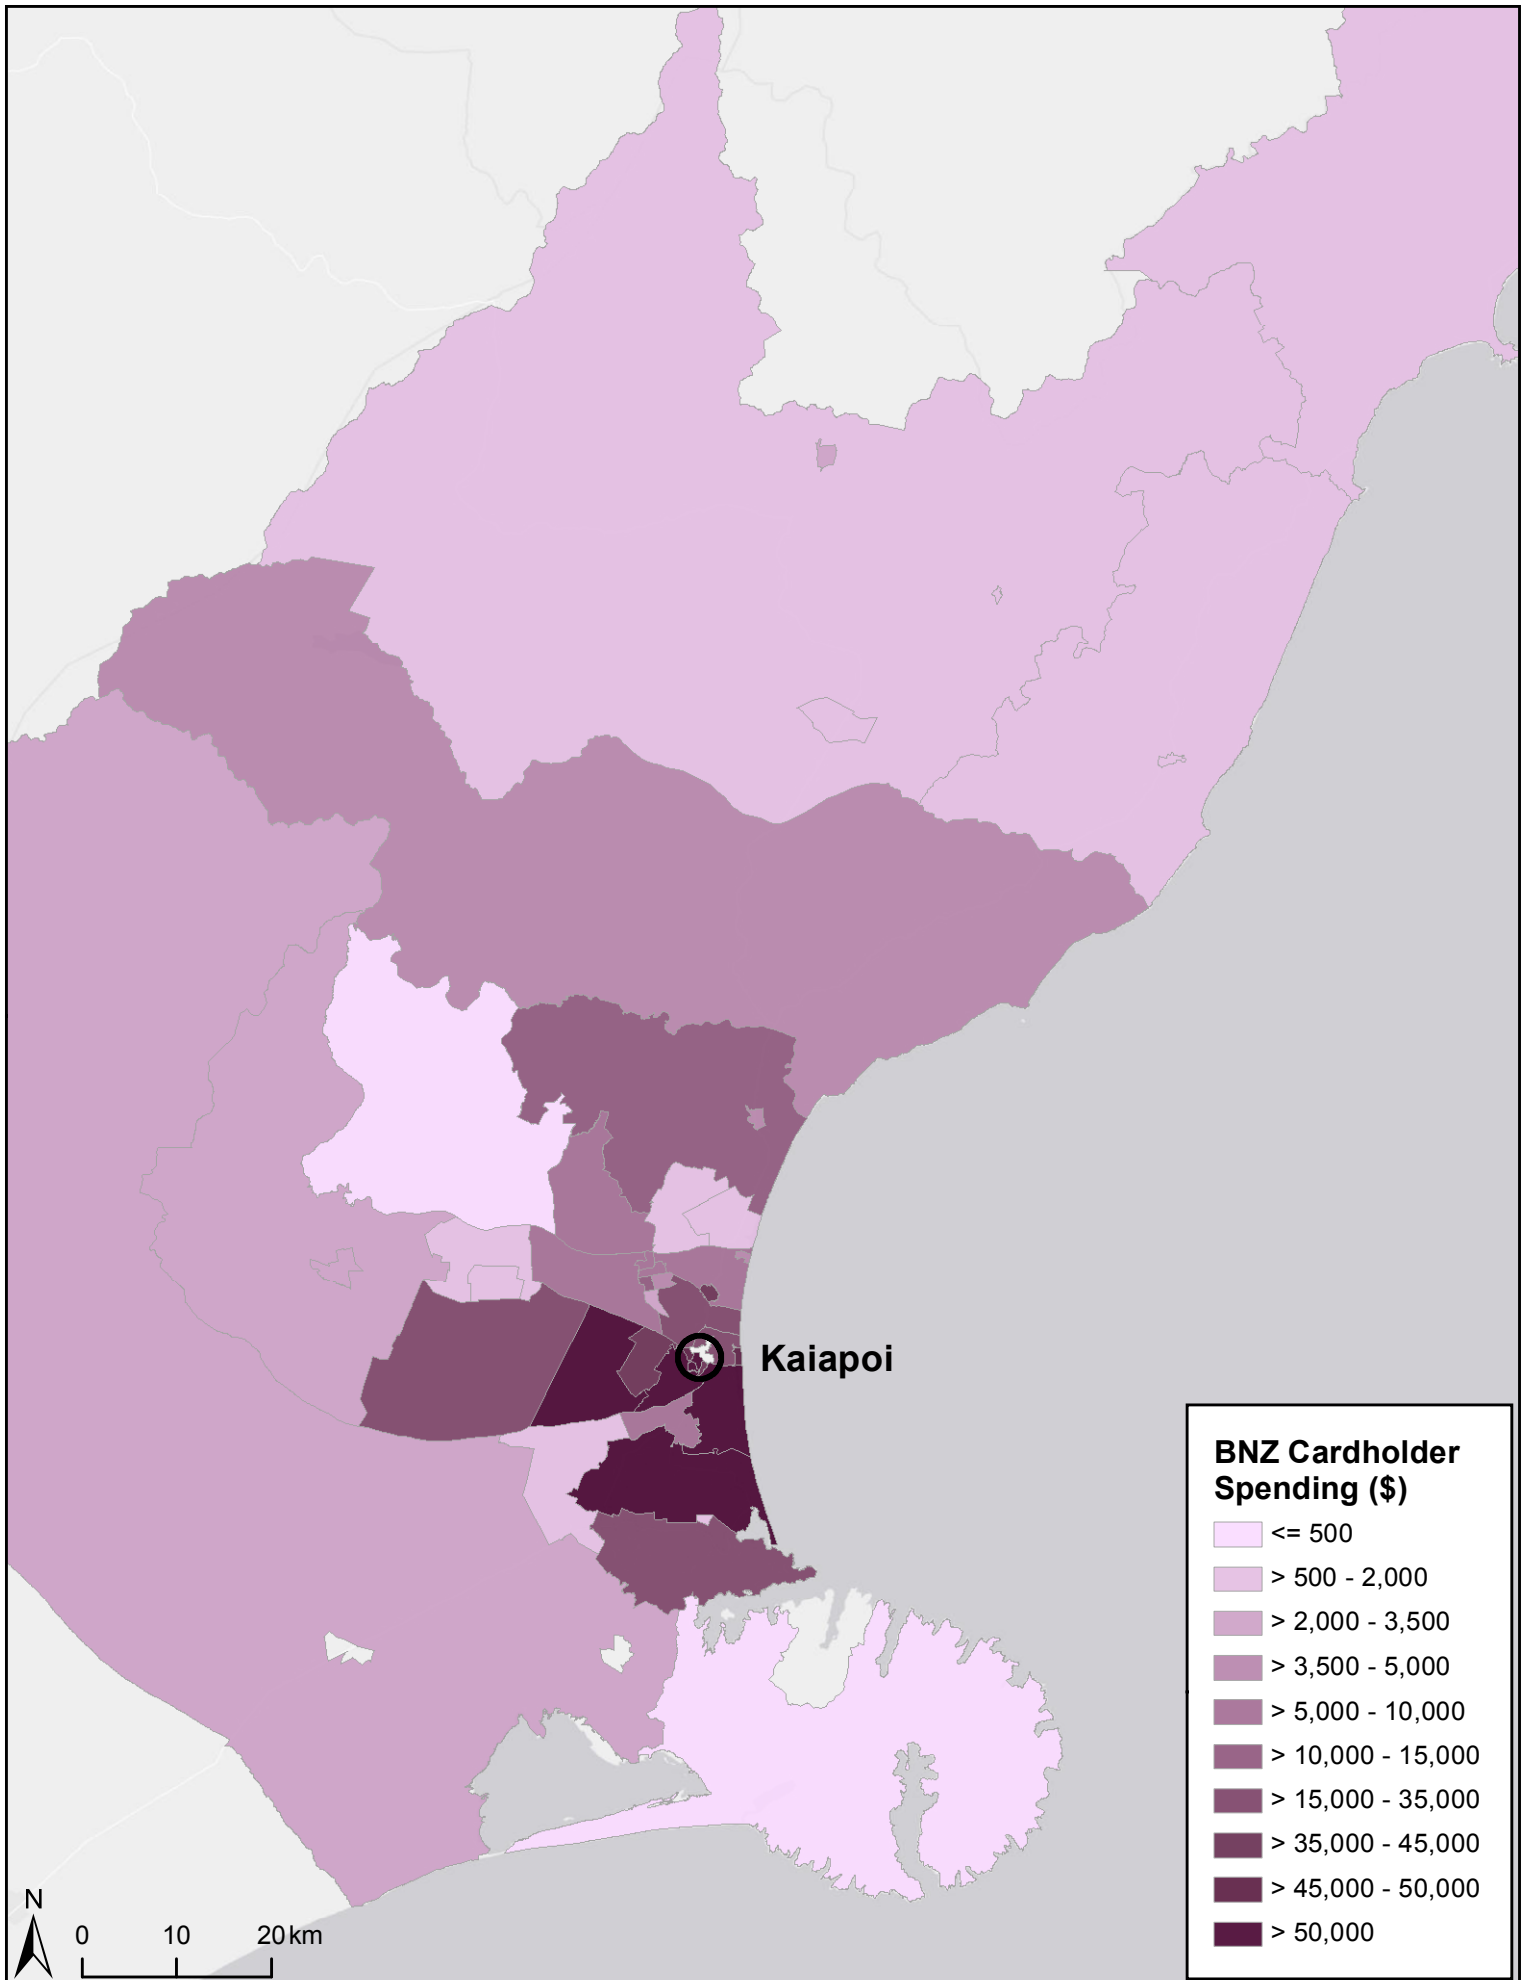 Kaiapoi
BNZ Cardholder
Spending ($)
<= 500
> 500 - 2,000
> 2,000 - 3,500
> 3,500 - 5,000
> 5,000 - 10,000
> 10,000 - 15,000
> 15,000 - 35,000
> 35,000 - 45,000
> 45,000 - 50,000
> 50,000
N
0 10 20 km